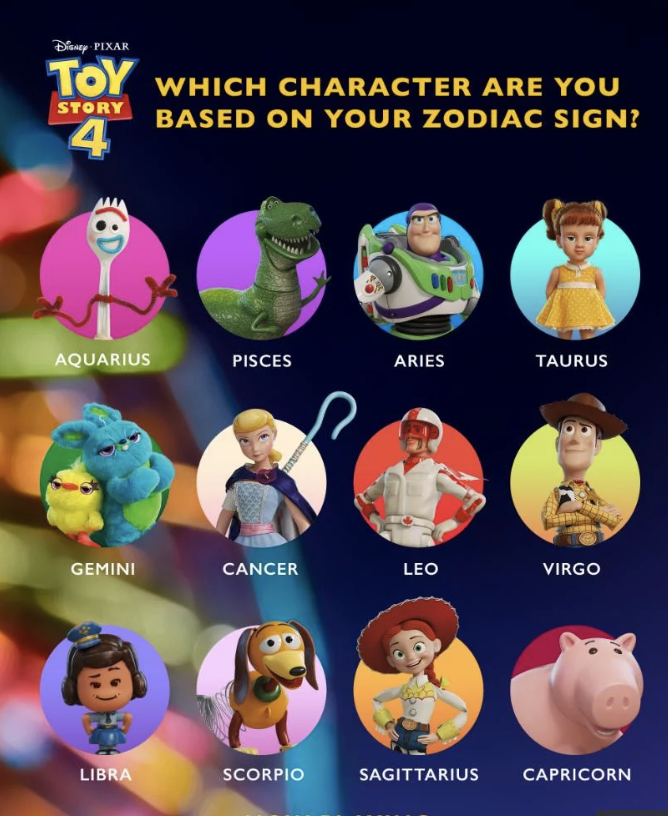 Disney · PIXAR
TOY
STORY
4
WHICH CHARACTER ARE YOU
BASED ON YOUR ZODIAC SIGN?
AQUARIUS
PISCES
ARIES
TAURUS
GEMINI
CANCER
LEO
VIRGO
LIBRA
SCORPIO
SAGITTARIUS
CAPRICORN